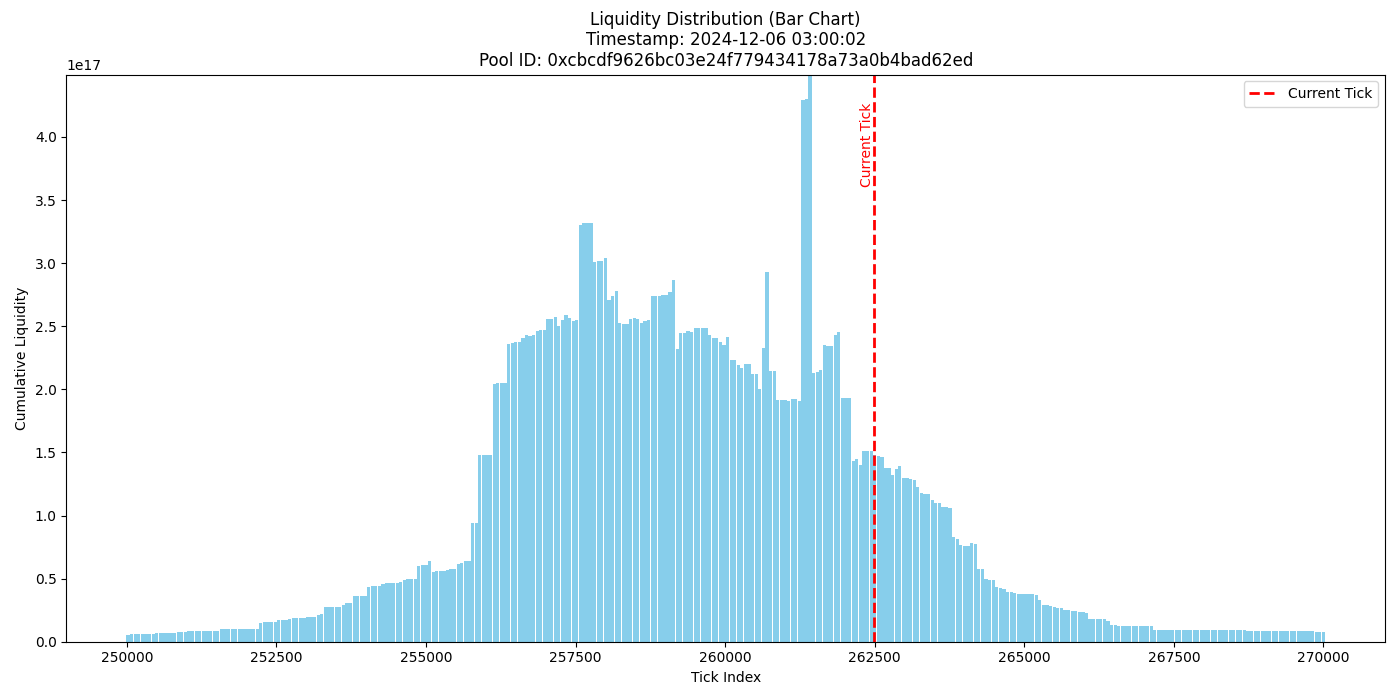 Liquidity Distribution (Bar Chart)
Timestamp: 2024-12-06 03:00:02
Pool ID: 0xcbcdf9626bc03e24f779434178a73a0b4bad62ed
1e17
Current Tick
Current Tick
4.0
3.5
3.0
2.5
2.0
1.5
1.0
0.5
0.0
Cumulative Liquidity
250000 252500 255000 257500 260000 262500 265000 267500 270000
Tick Index